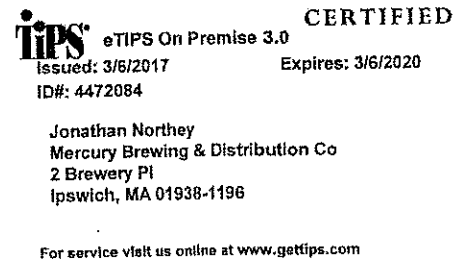 CERTIFIED
TiPS® eTIPS On Premise 3.0
Issued: 3/6/2017 Expires: 3/6/2020
ID#: 4472084
Jonathan Northey
Mercury Brewing & Distribution Co
2 Brewery Pl
Ipswich, MA 01938-1196
For service visit us online at www.gettips.com